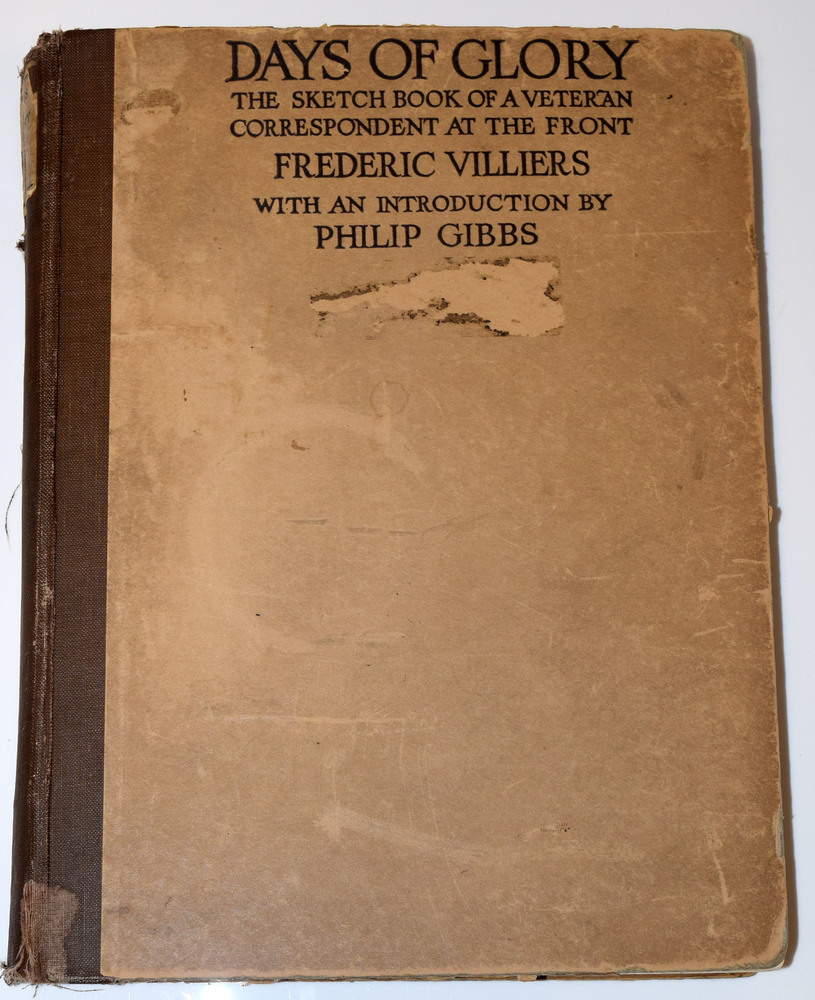 DAYS OF GLORY
THE SKETCH BOOK OF A VETERAN
CORRESPONDENT AT THE FRONT
FREDERIC VILLIERS
WITH AN INTRODUCTION BY
PHILIP GIBBS